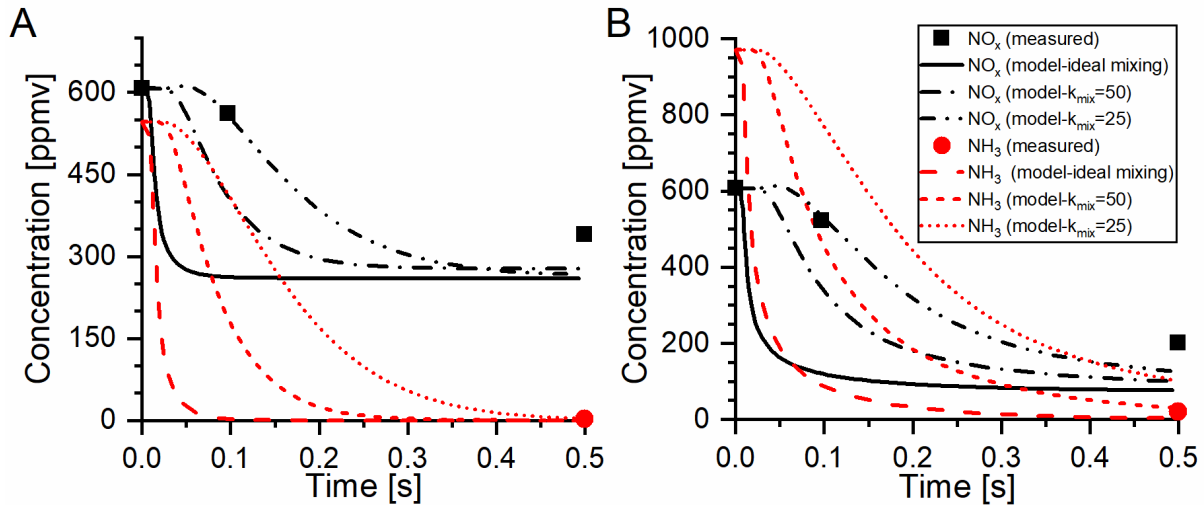 A
Concentration [ppmv]
600
450
300
150
0
0.0 0.1 0.2 0.3 0.4 0.5
Time [s]
B
Concentration [ppmv]
1000
800
600
400
200
0
0.0 0.1 0.2 0.3 0.4 0.5
Time [s]
NOx (measured)
NOx (model-ideal mixing)
NOx (model-kmix=50)
NOx (model-kmix=25)
NH3 (measured)
NH3 (model-ideal mixing)
NH3 (model-kmix=50)
NH3 (model-kmix=25)